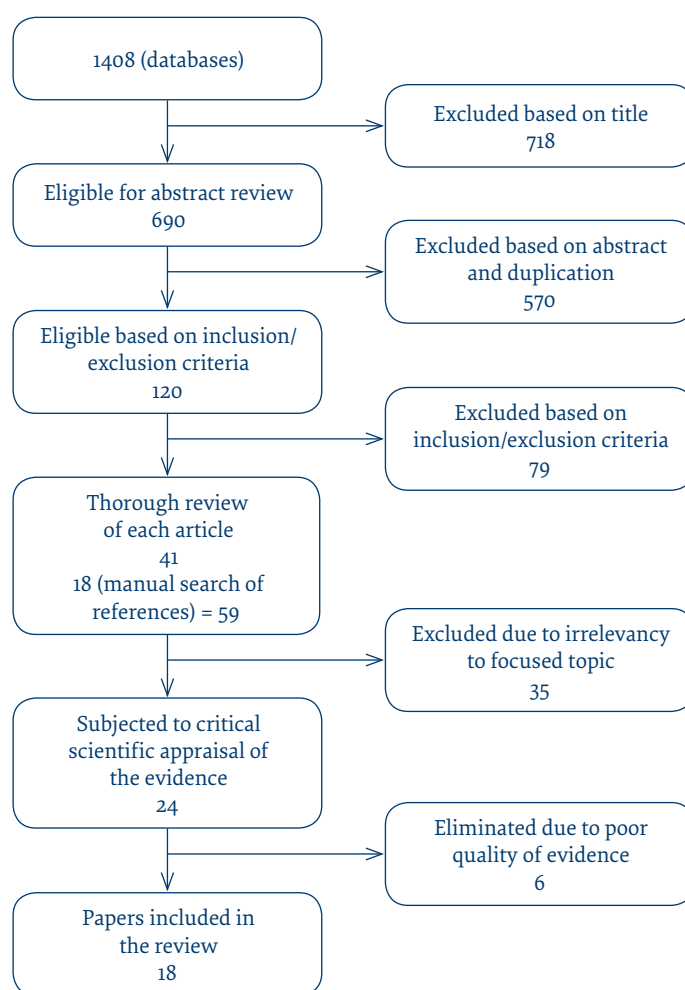 1408 (databases)
Excluded based on title
718
Eligible for abstract review
690
Excluded based on abstract
and duplication
570
Eligible based on inclusion/
exclusion criteria
120
Excluded based on
inclusion/exclusion criteria
79
Thorough review
of each article
41
18 (manual search of
references) = 59
Excluded due to irrelevancy
to focused topic
35
Subjected to critical
scientific appraisal of
the evidence
24
Eliminated due to poor
quality of evidence
6
Papers included in
the review
18